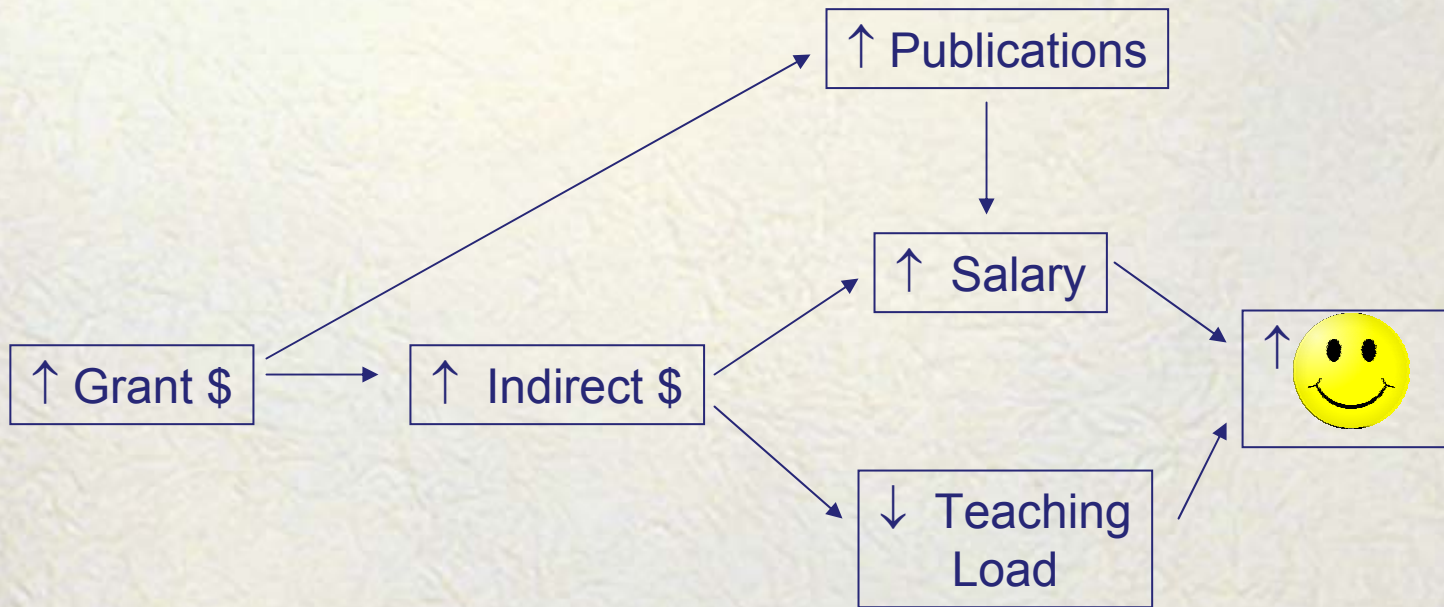 ↑ Publications
↑ Salary
↑ Grant $
↑ Indirect $
↑
↓ Teaching
Load